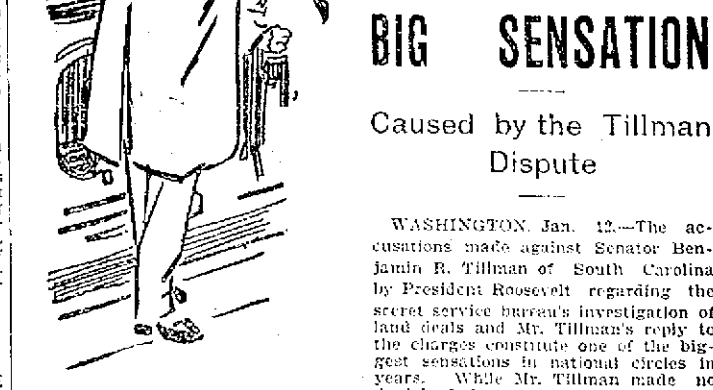 BIG SENSATION
Caused by the Tillman
Dispute
WASHINGTON, Jan. 12.—The ac-
cusations made against Senator Ben-
jamin R. Tillman of South Carolina
by President Roosevelt regarding the
secret service bureau's investigation of
land deals and Mr. Tillman's reply to
the charges constitute one of the big-
gest sensations in national circles in
years. While Mr. Tillman made no